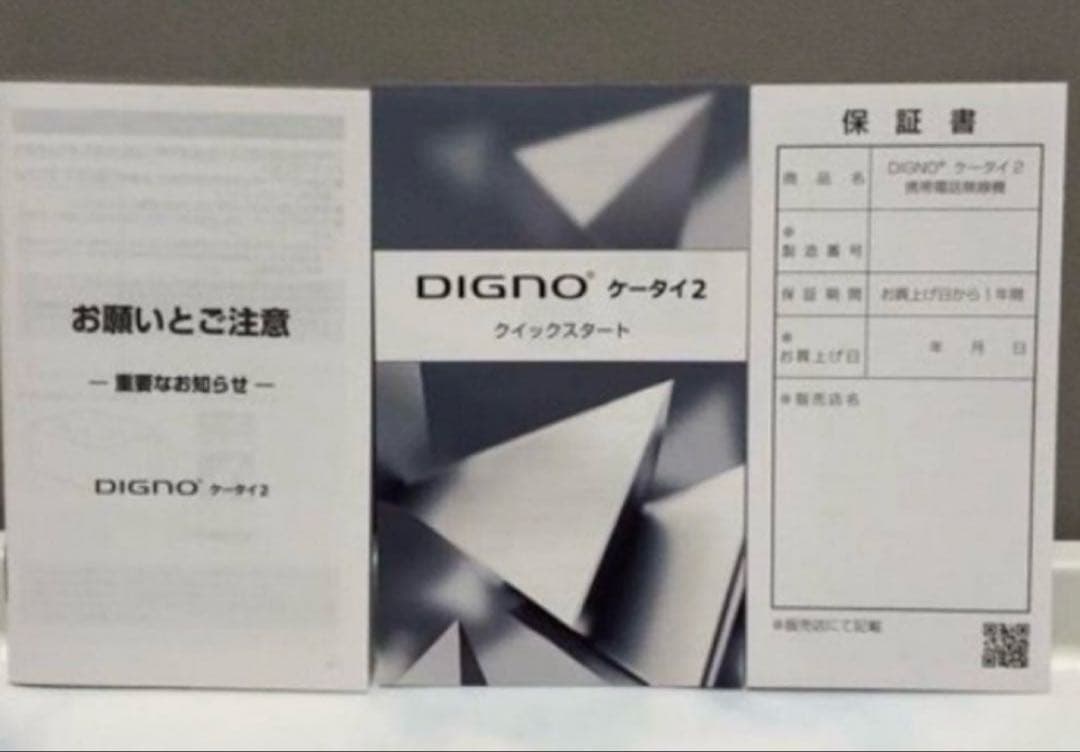 お願いとご注意
― 重要なお知らせ ―
DIGNO® ケータイ2
DIGNO® ケータイ2
クイックスタート
保証書
商品名
DIGNO® ケータイ2
携帯電話無線機
※
製造番号
保証期間
お買上げ日から1年間
※
お買上げ日
年 月 日
※販売店名
※販売店にて記載